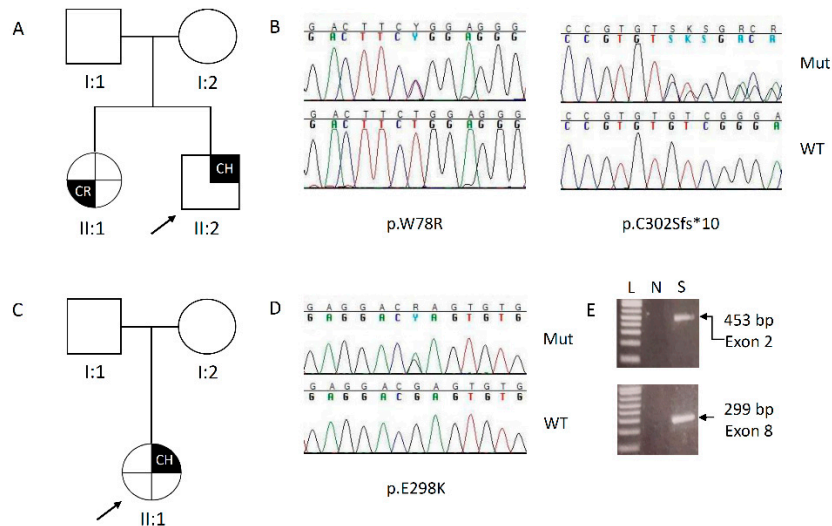 A
I:1
I:2
CR
II:1
CH
II:2
B
G A C T T C Y G G A G G G
G A C T T C Y G G A G G G
G A C T T C T G G A G G G
G A C T T C T G G A G G G
p.W78R
C C G T G T S K S G R C R
C C G T G T S K S G A C A
Mut
C C G T G T G T C G G G A
C C G T G T G T C G G G A
WT
p.C302Sfs*10
C
I:1
I:2
CH
II:1
D
G A G G A C R A G T G T G
G A G G A C Y A G T G T G
Mut
G A G G A C G A G T G T G
G A G G A C G A G T G T G
WT
p.E298K
E
L N S
453 bp
Exon 2
299 bp
Exon 8